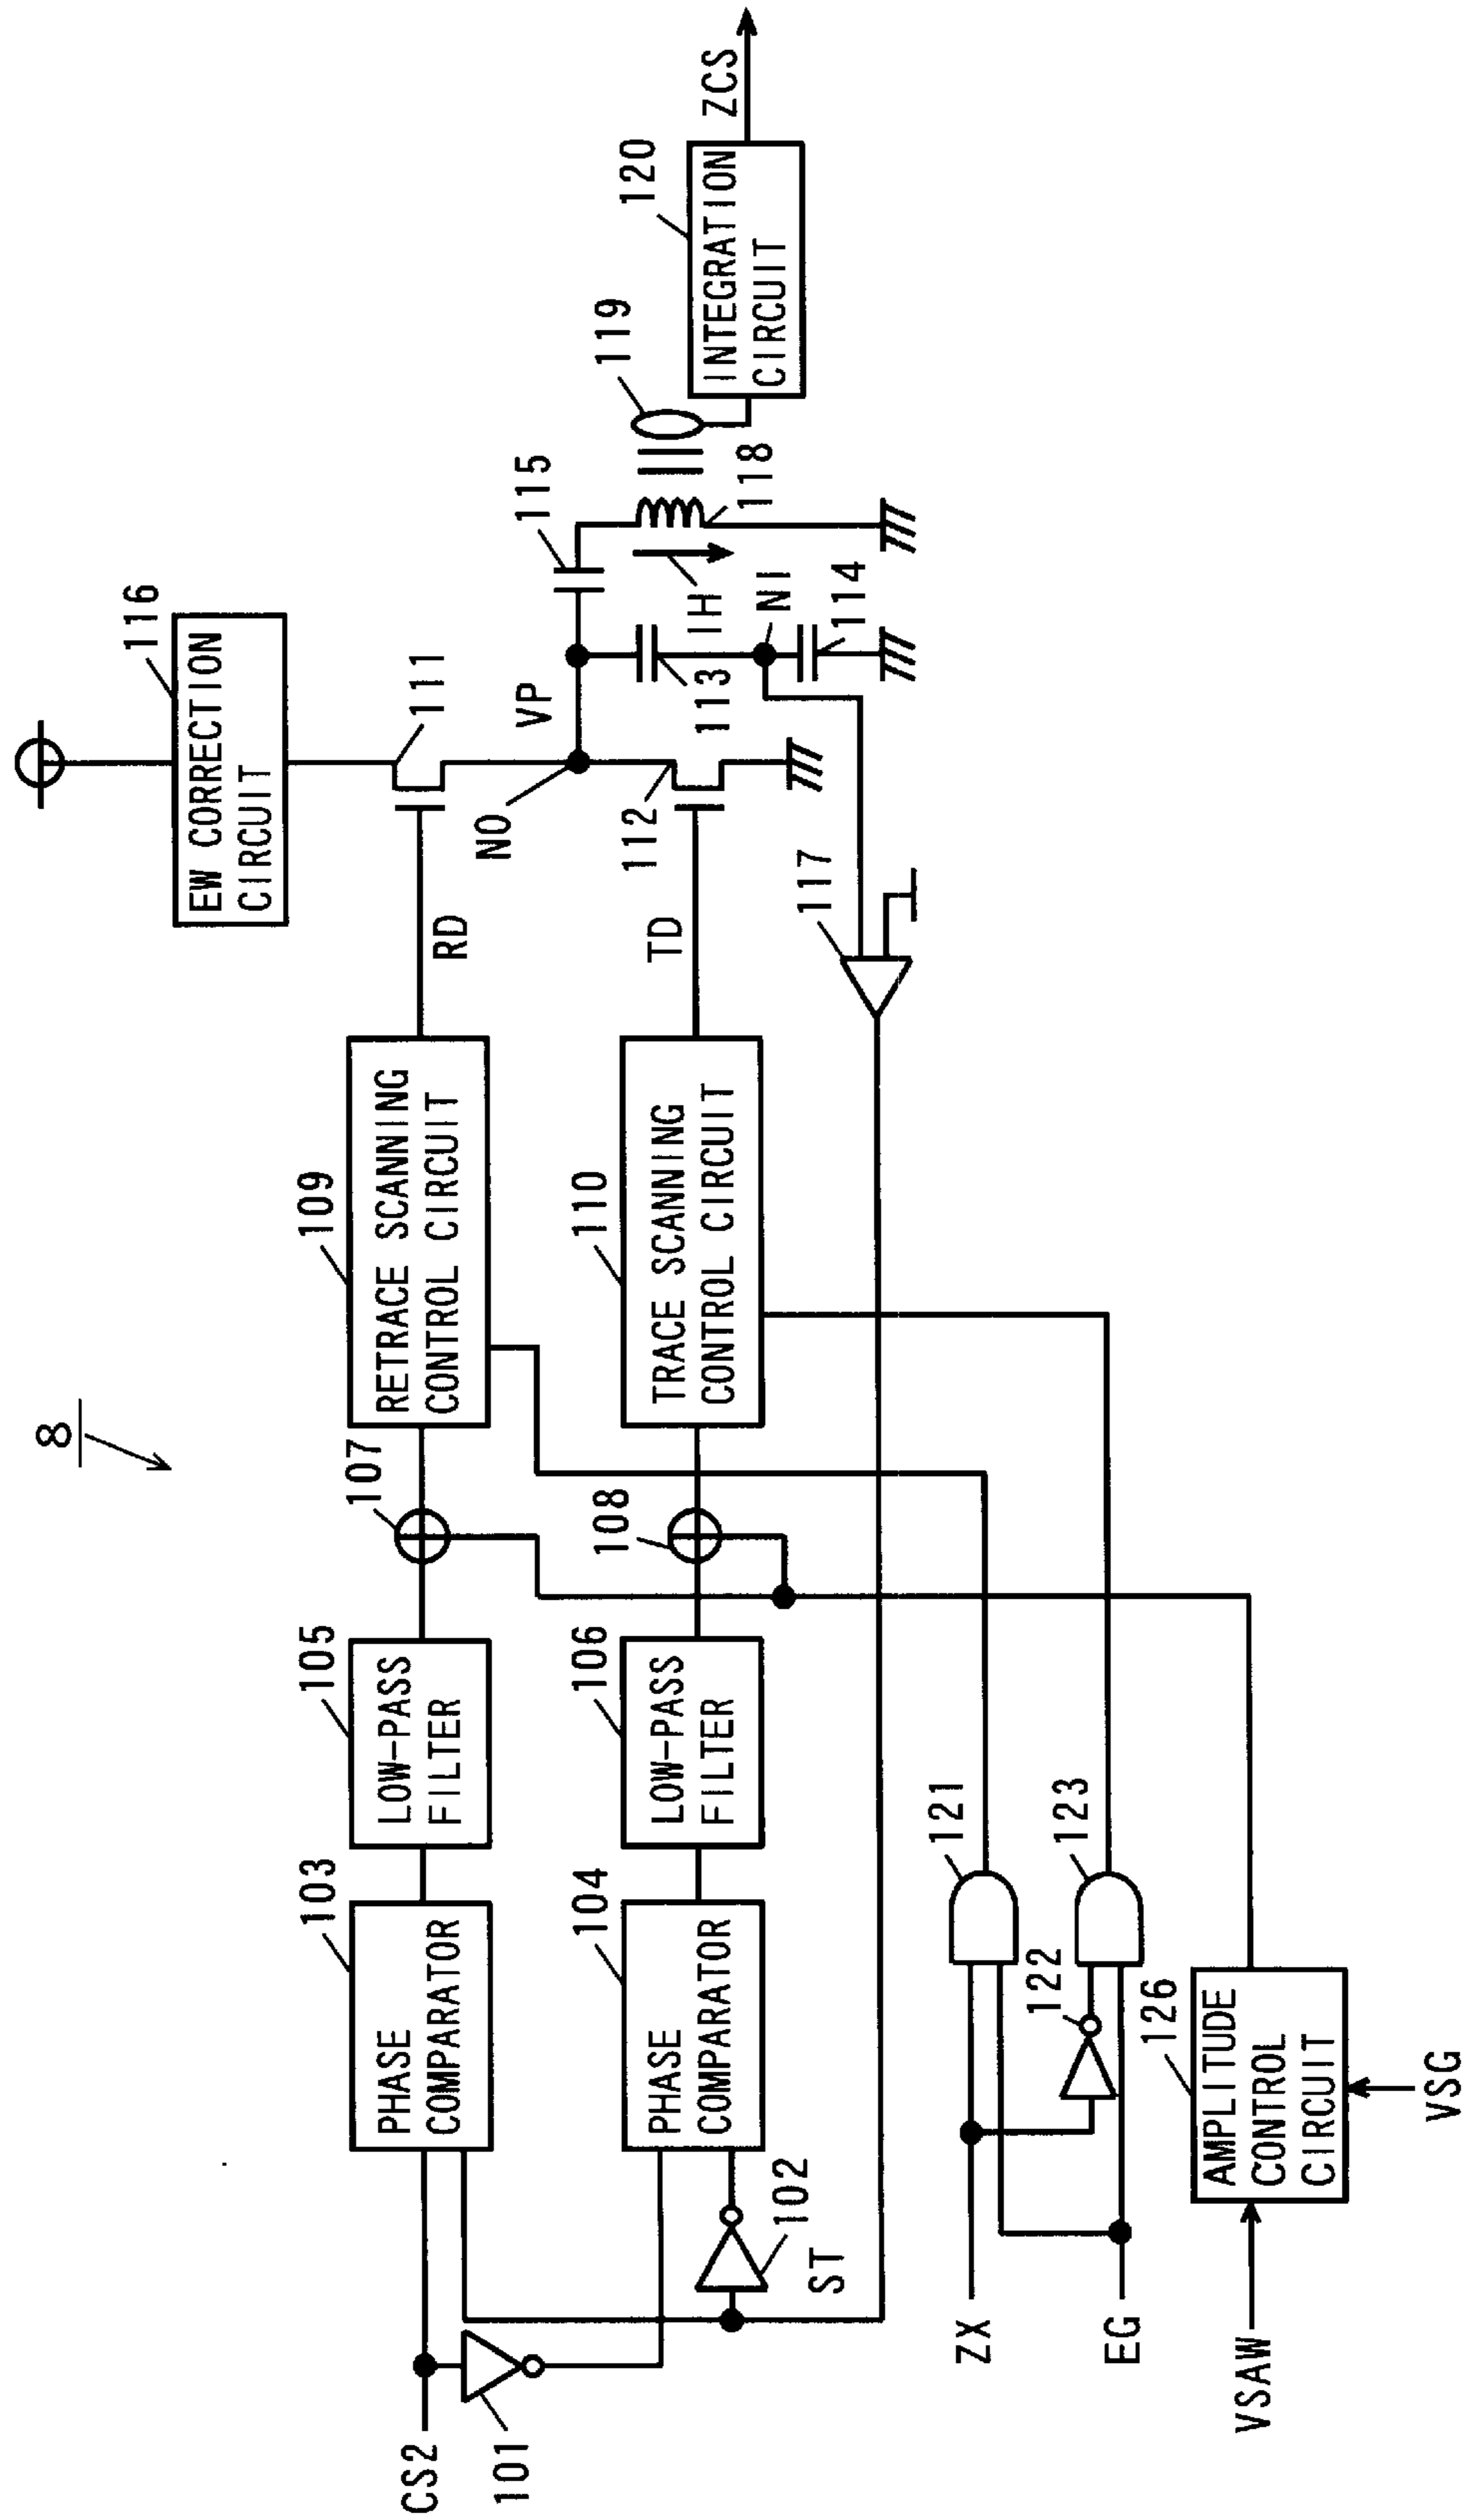 8
116
EW CORRECTION
CIRCUIT
111
VP
115
119
120
INTEGRATION
CIRCUIT
ZCS
118
IH
113
NI
114
NO
112
117
RD
TD
109
RETRACE SCANNING
CONTROL CIRCUIT
110
TRACE SCANNING
CONTROL CIRCUIT
107
108
105
LOW-PASS
FILTER
106
LOW-PASS
FILTER
103
PHASE
COMPARATOR
104
PHASE
COMPARATOR
CS2
101
102
ST
121
122
123
ZX
EG
126
AMPLITUDE
CONTROL
CIRCUIT
VSAW
VSG